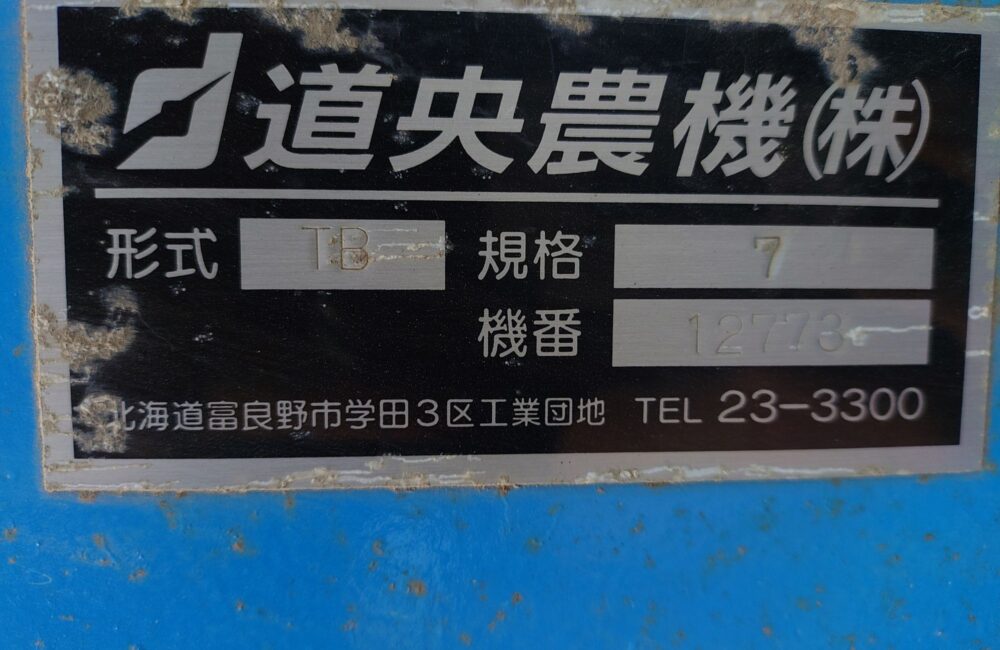 道央農機(株)
形式 TB 規格 7
機番 12773
北海道富良野市学田3区工業団地 TEL 23-3300